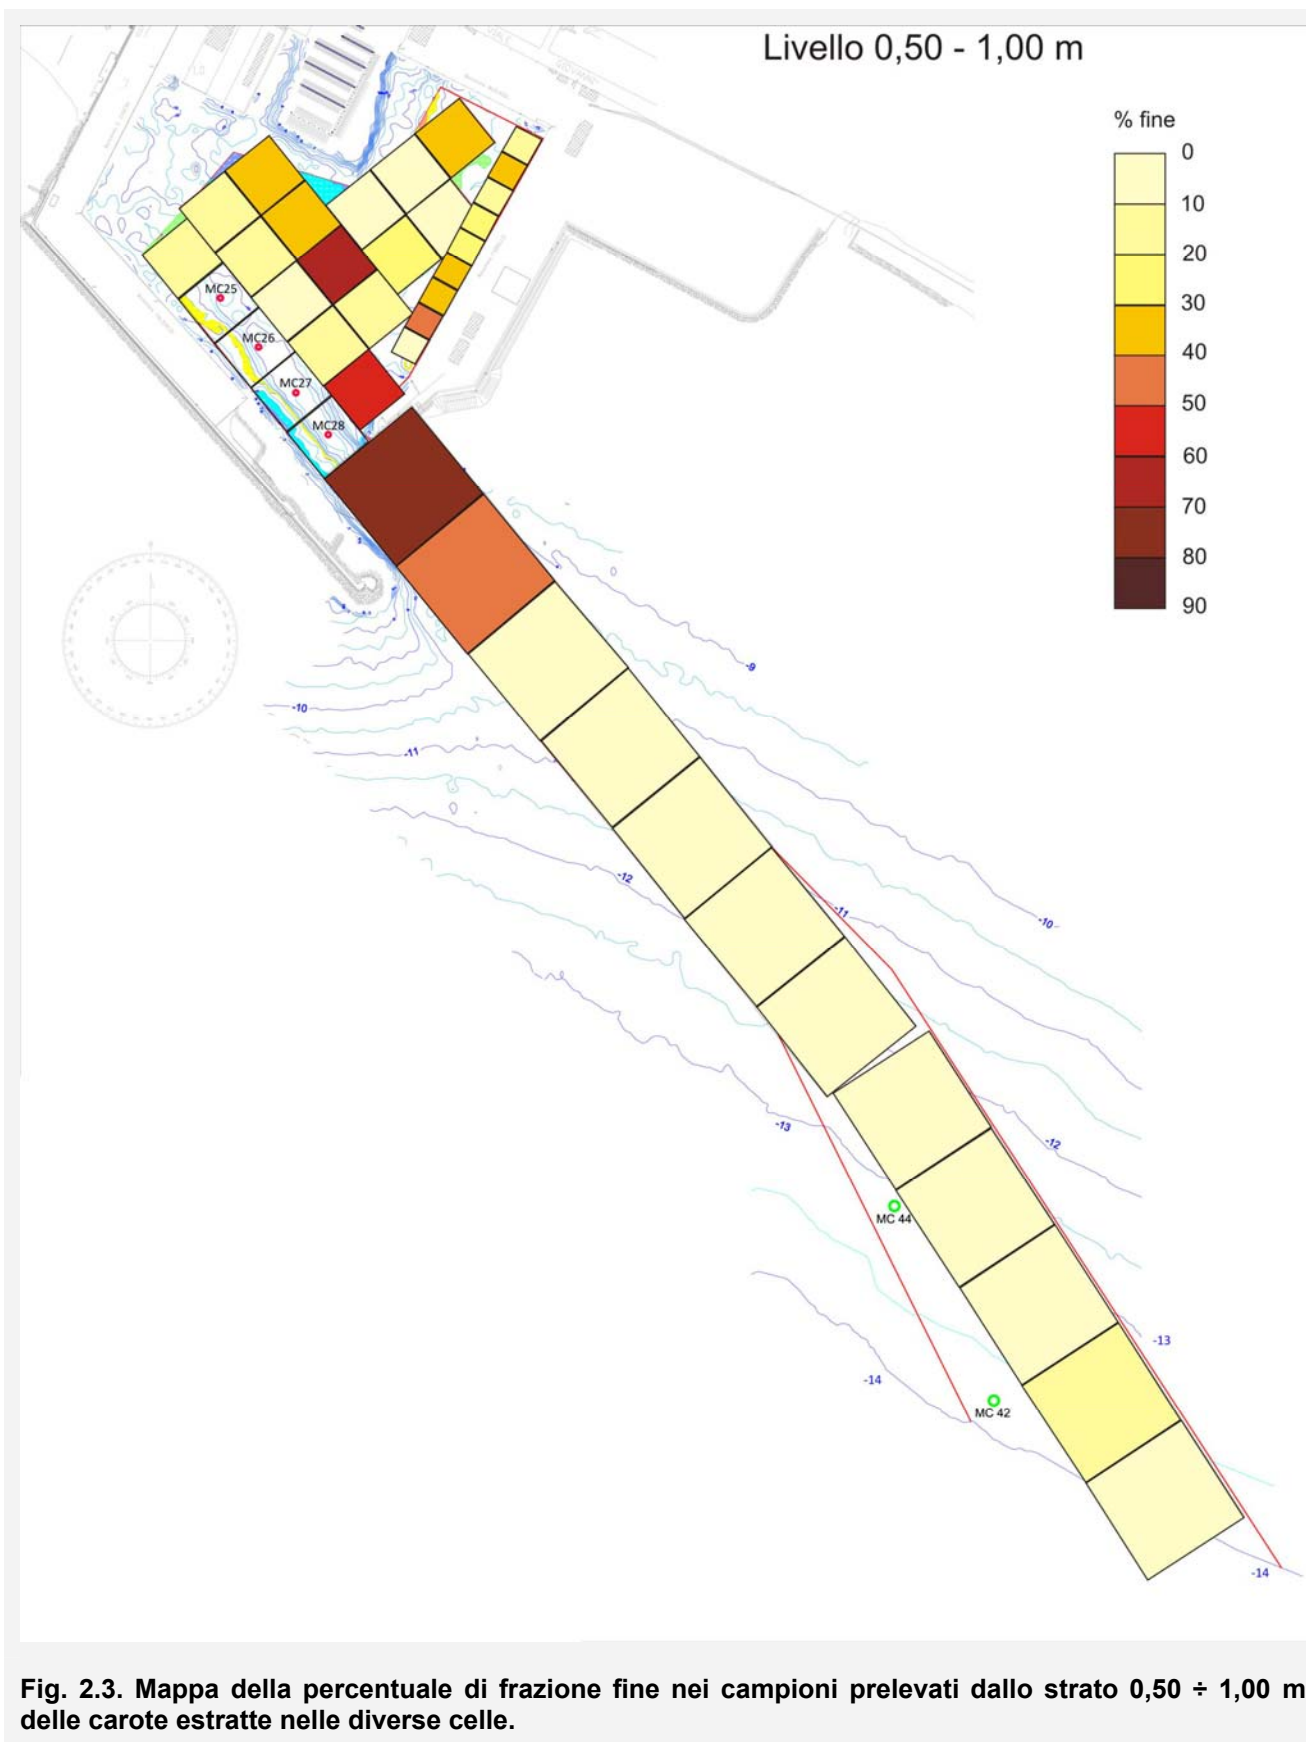 Livello 0,50 - 1,00 m
% fine
0
10
20
30
40
50
60
70
80
90
MC25
MC26
MC27
MC28
-9
-10
-11
-12
-11
-10
-13
-12
MC 44
-13
-14
MC 42
-14
Fig. 2.3. Mappa della percentuale di frazione fine nei campioni prelevati dallo strato 0,50 ÷ 1,00 m
delle carote estratte nelle diverse celle.